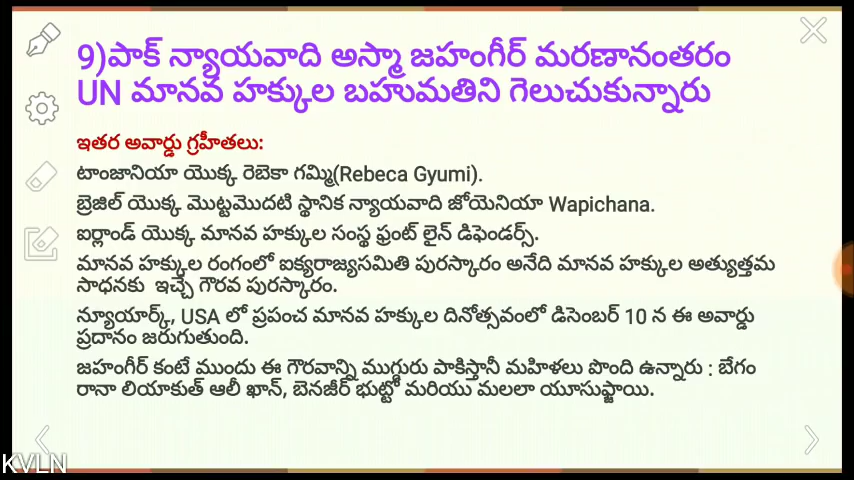 9)పాక్ న్యాయవాది అస్మా జహంగీర్ మరణానంతరం
UN మానవ హక్కుల బహుమతిని గెలుచుకున్నారు
ఇతర అవార్డు గ్రహీతలు:
టాంజానియా యొక్క రెబెకా గమ్మి(Rebeca Gyumi).
బ్రెజిల్ యొక్క మొట్టమొదటి స్థానిక న్యాయవాది జోయెనియా Wapichana.
ఐర్లాండ్ యొక్క మానవ హక్కుల సంస్థ ఫ్రంట్ లైన్ డిఫెండర్స్.
మానవ హక్కుల రంగంలో ఐక్యరాజ్యసమితి పురస్కారం అనేది మానవ హక్కుల అత్యుత్తమ
సాధనకు ఇచ్చే గౌరవ పురస్కారం.
న్యూయార్క్, USA లో ప్రపంచ మానవ హక్కుల దినోత్సవంలో డిసెంబర్ 10 న ఈ అవార్డు
ప్రదానం జరుగుతుంది.
జహంగీర్ కంటే ముందు ఈ గౌరవాన్ని ముగ్గురు పాకిస్తానీ మహిళలు పొంది ఉన్నారు : బేగం
రానా లియాకుత్ ఆలీ ఖాన్, బెనజీర్ భుట్టో మరియు మలలా యూసుఫ్జాయి.
KVLN